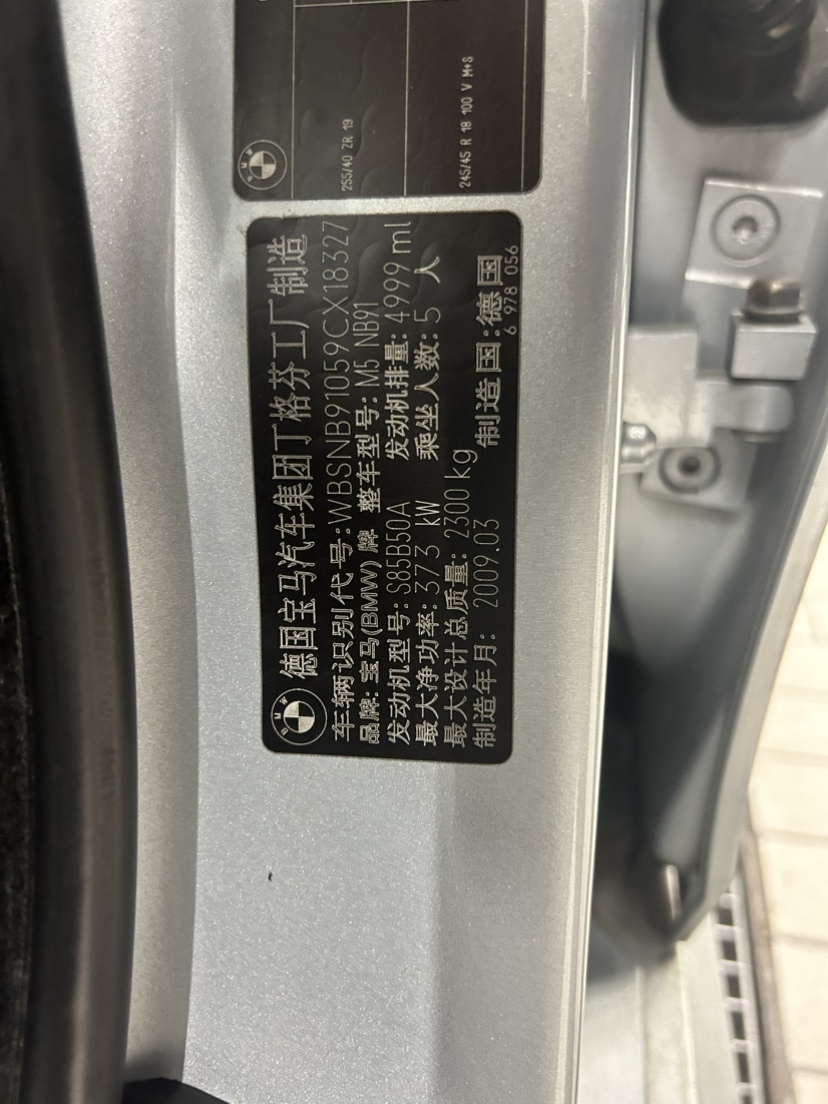 BMW
255/40 ZR 19
245/45 R 18 100 V M+S
BMW
德国宝马汽车集团丁格芬工厂制造
车辆识别代号:WBSNB91059CX18327
品牌: 宝马(BMW) 牌 整车型号: M5 NB91
发动机型号: S85B50A 发动机排量: 4999 ml
最大净功率: 373 kW 乘坐人数: 5 人
最大设计总质量: 2300 kg
制造年月: 2009.03 制造国:德国
6 978 056